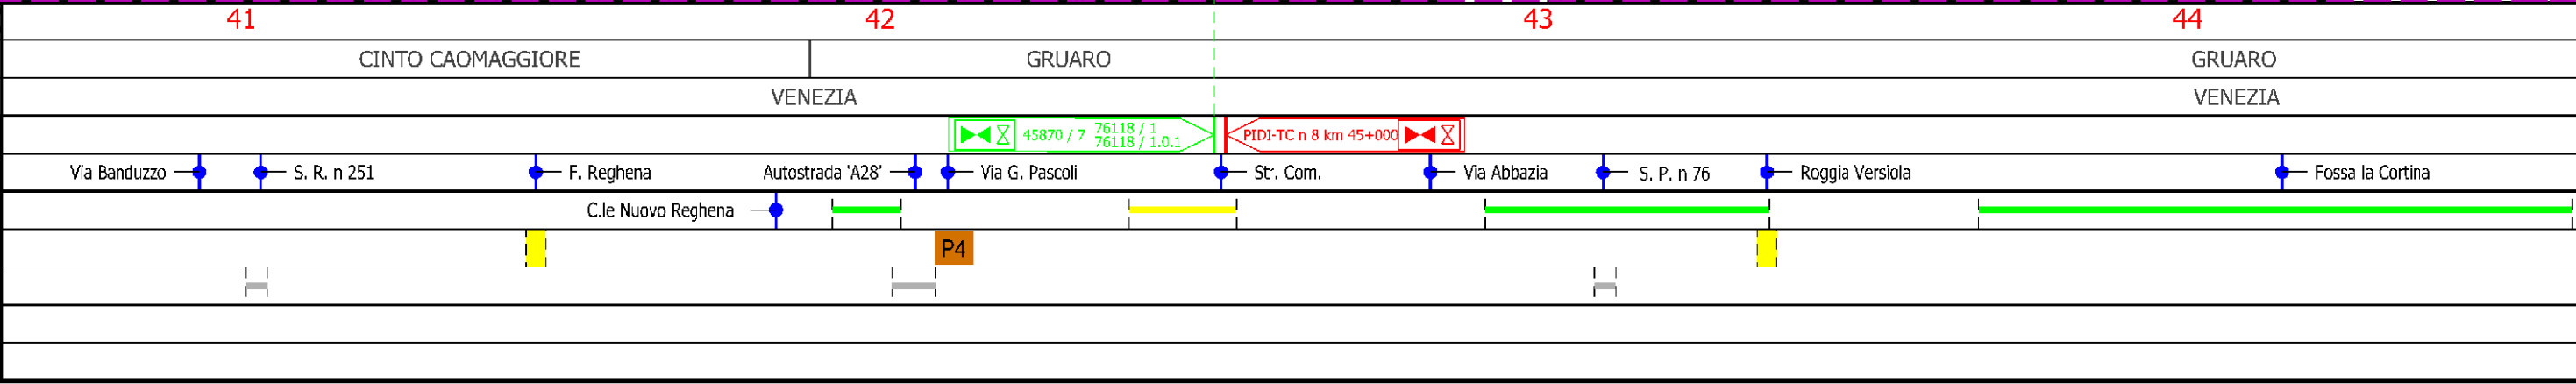 41 42 43 44
CINTO CAOMAGGIORE GRUARO GRUARO
VENEZIA VENEZIA
45870 / 7 76118 / 1 PIDI-TC n 8 km 45+000
76118 / 1.0.1
Via Banduzzo S. R. n 251 F. Reghena Autostrada 'A28' Via G. Pascoli Str. Com. Via Abbazia S. P. n 76 Roggia Versiola Fossa la Cortina
C.le Nuovo Reghena
P4